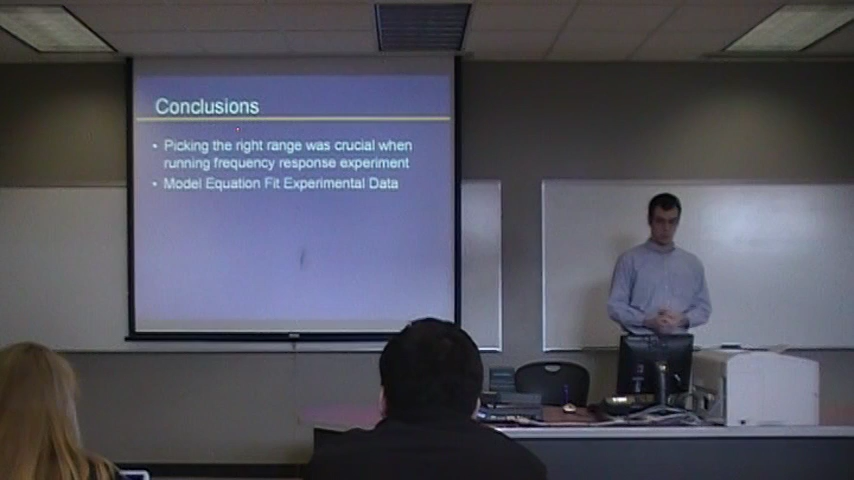 Conclusions
• Picking the right range was crucial when
running frequency response experiment
• Model Equation Fit Experimental Data